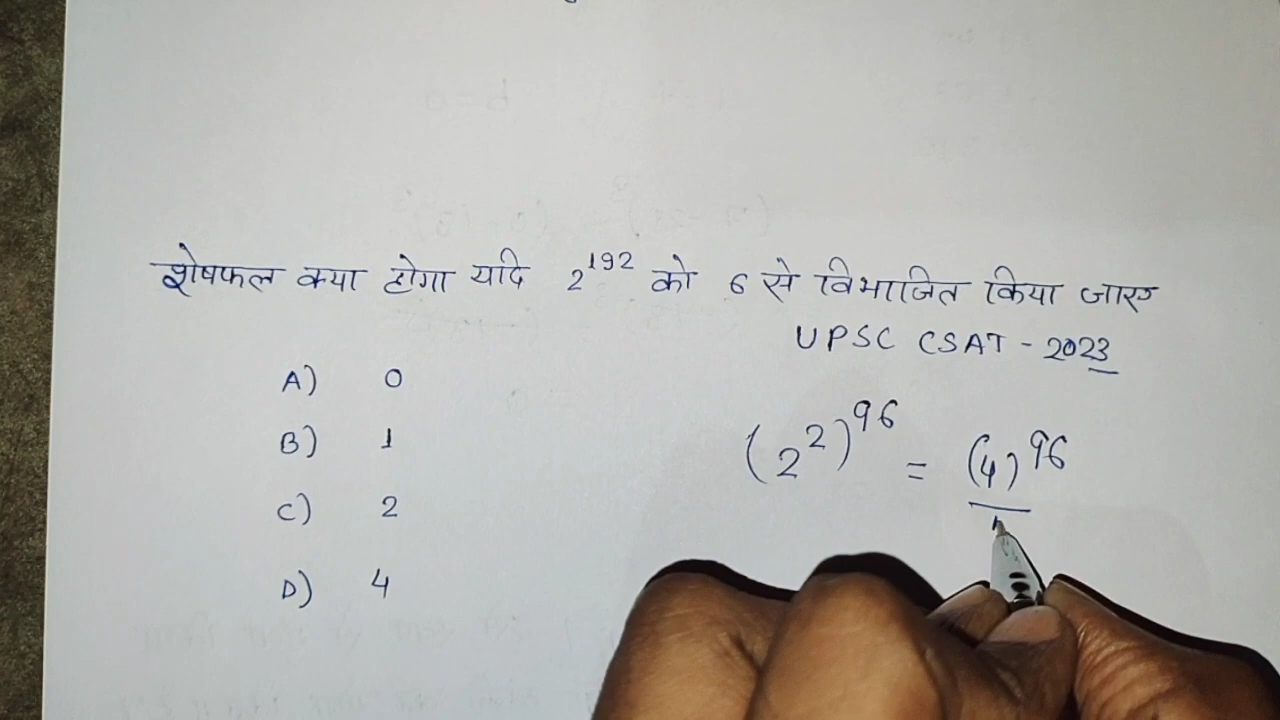 शेषफल क्या होगा यदि 2^192 को 6 से विभाजित किया जाए
UPSC CSAT - 2023
A) 0
B) 1
C) 2
D) 4
(2^2)^96 = (4)^96